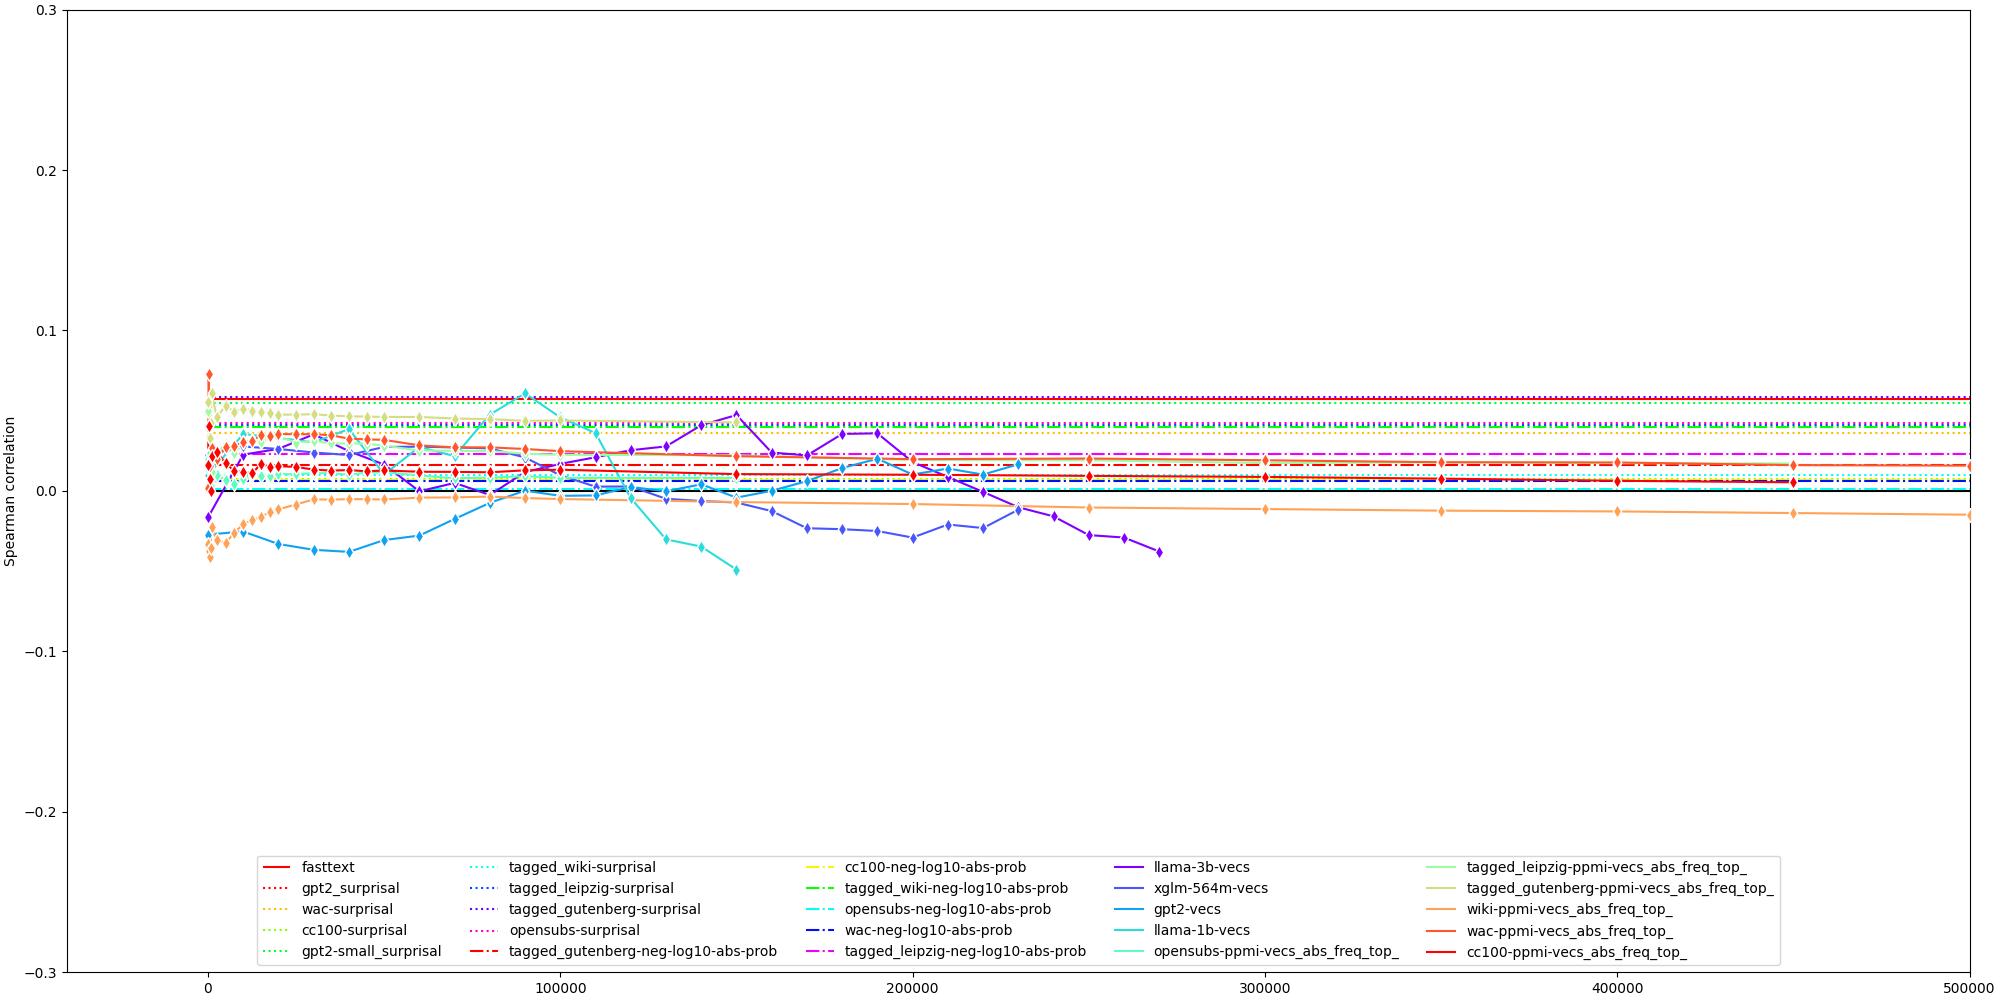 0.3
0.2
0.1
0.0
−0.1
−0.2
−0.3
Spearman correlation
fasttext
gpt2_surprisal
wac-surprisal
cc100-surprisal
gpt2-small_surprisal
tagged_wiki-surprisal
tagged_leipzig-surprisal
tagged_gutenberg-surprisal
opensubs-surprisal
tagged_gutenberg-neg-log10-abs-prob
cc100-neg-log10-abs-prob
tagged_wiki-neg-log10-abs-prob
opensubs-neg-log10-abs-prob
wac-neg-log10-abs-prob
tagged_leipzig-neg-log10-abs-prob
llama-3b-vecs
xglm-564m-vecs
gpt2-vecs
llama-1b-vecs
opensubs-ppmi-vecs_abs_freq_top_
tagged_leipzig-ppmi-vecs_abs_freq_top_
tagged_gutenberg-ppmi-vecs_abs_freq_top_
wiki-ppmi-vecs_abs_freq_top_
wac-ppmi-vecs_abs_freq_top_
cc100-ppmi-vecs_abs_freq_top_
0 100000 200000 300000 400000 500000